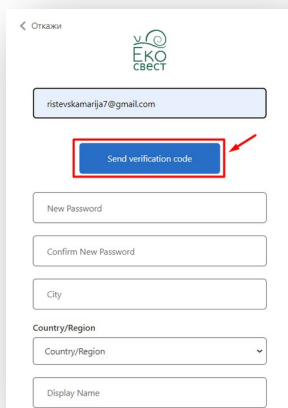 Откажи
ЕКО
СВЕСТ
ristevskamarija7@gmail.com
Send verification code
New Password
Confirm New Password
City
Country/Region
Country/Region
Display Name